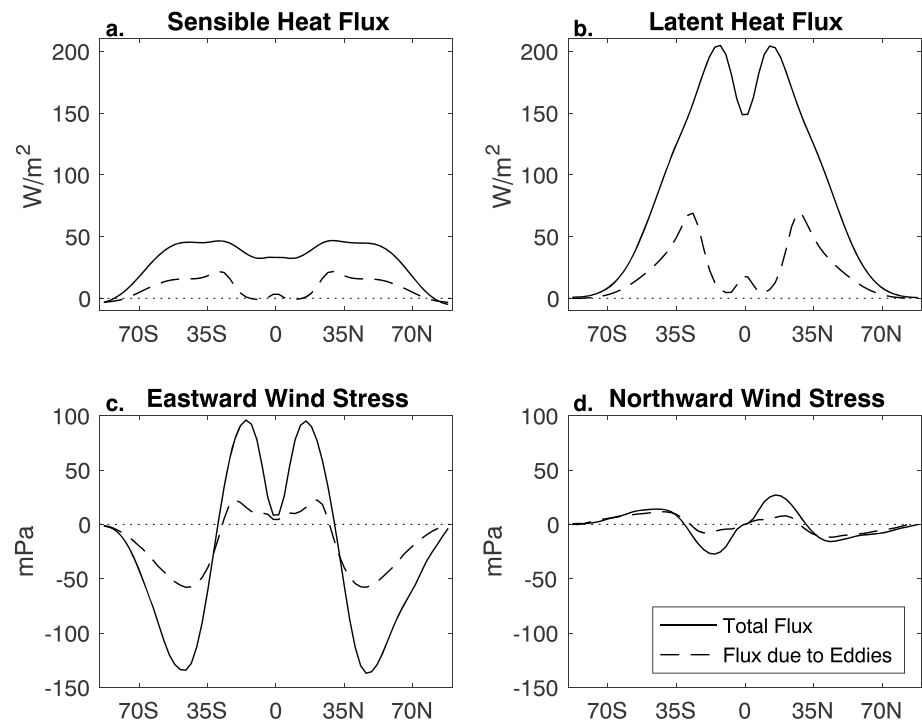 a. Sensible Heat Flux
W/m2
200
150
100
50
0
70S 35S 0 35N 70N
b. Latent Heat Flux
W/m2
200
150
100
50
0
70S 35S 0 35N 70N
c. Eastward Wind Stress
mPa
100
50
0
-50
-100
-150
70S 35S 0 35N 70N
d. Northward Wind Stress
mPa
100
50
0
-50
-100
-150
Total Flux
Flux due to Eddies
70S 35S 0 35N 70N